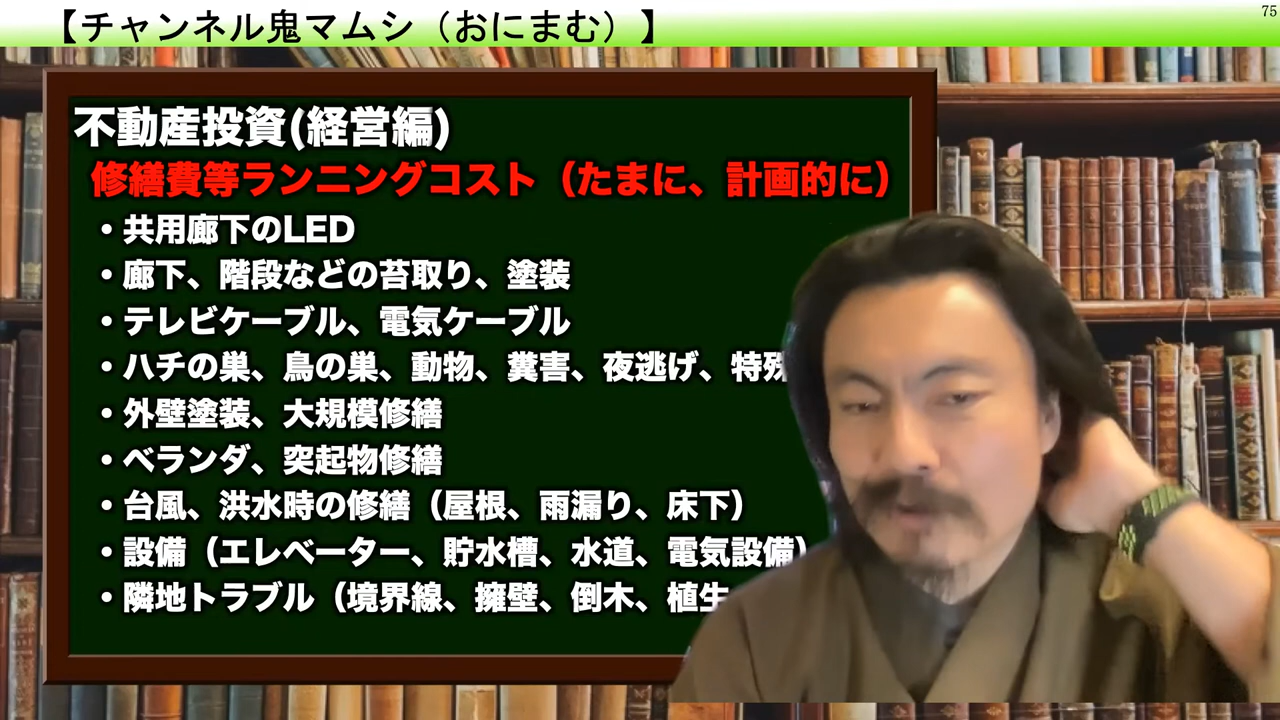 【チャンネル鬼マムシ（おにまむ）】
75
不動産投資(経営編)
修繕費等ランニングコスト（たまに、計画的に）
・共用廊下のLED
・廊下、階段などの苔取り、塗装
・テレビケーブル、電気ケーブル
・ハチの巣、鳥の巣、動物、糞害、夜逃げ、特殊
・外壁塗装、大規模修繕
・ベランダ、突起物修繕
・台風、洪水時の修繕（屋根、雨漏り、床下）
・設備（エレベーター、貯水槽、水道、電気設備）
・隣地トラブル（境界線、擁壁、倒木、植生